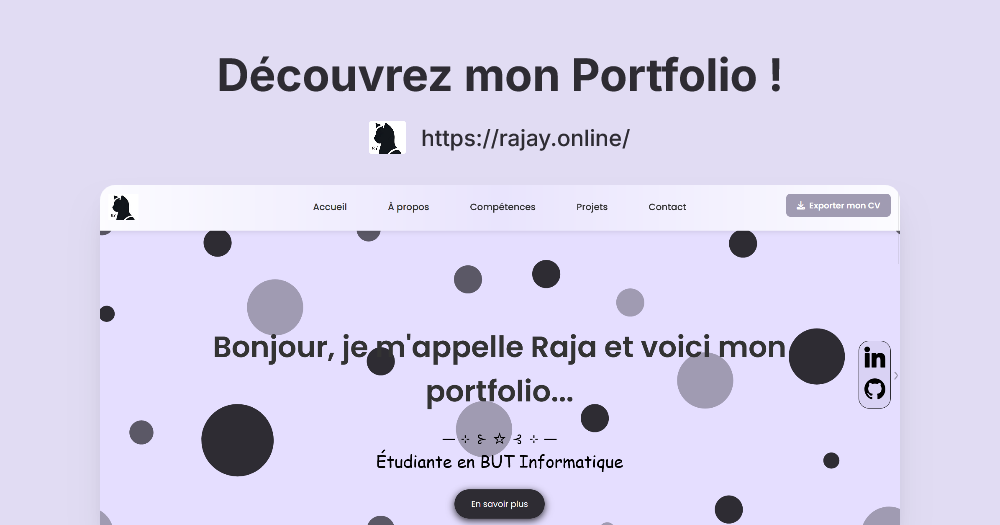 Découvrez mon Portfolio !
https://rajay.online/
Accueil À propos Compétences Projets Contact Exporter mon CV
Bonjour, je m'appelle Raja et voici mon
portfolio...
— ⊹ ⊱ ☆ ⊰ ⊹ —
Étudiante en BUT Informatique
En savoir plus